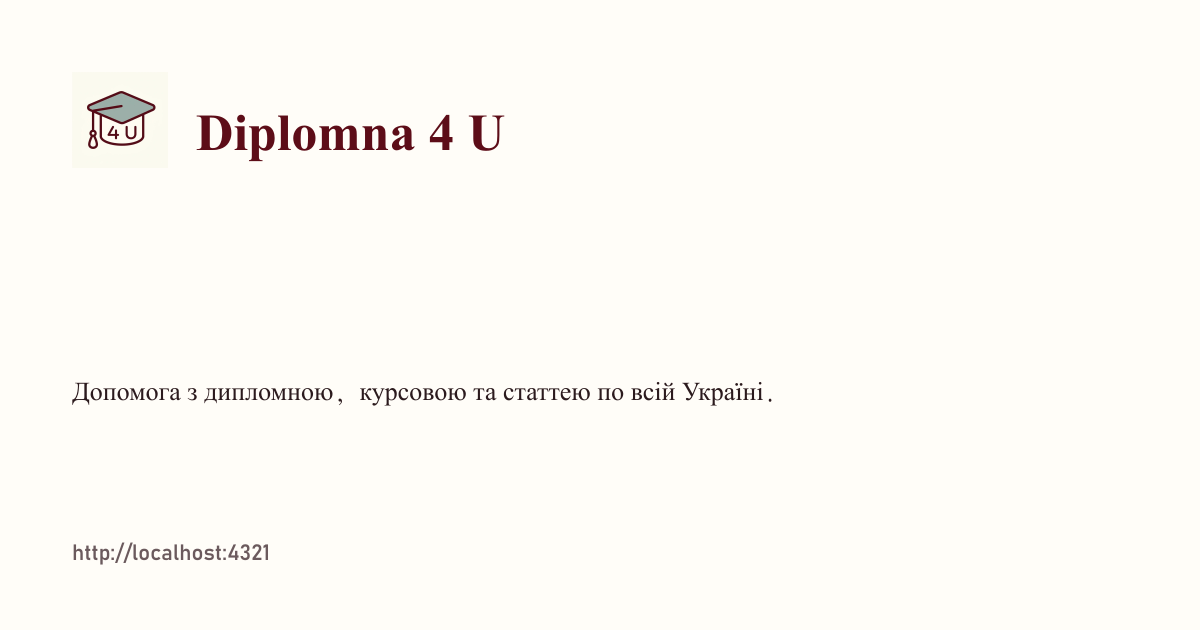 4 U
Diplomna 4 U
Допомога з дипломною, курсовою та статтею по всій Україні.
http://localhost:4321